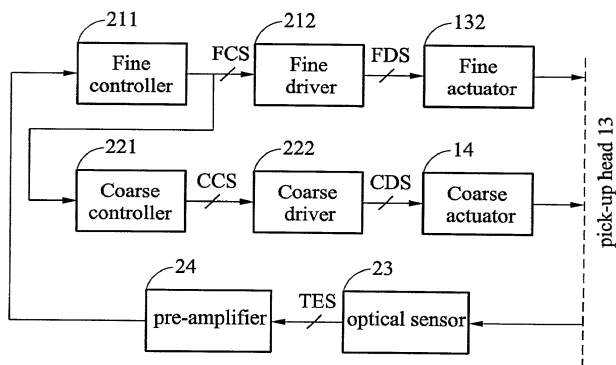 211
212
132
Fine
controller
FCS
Fine
driver
FDS
Fine
actuator
221
222
14
Coarse
controller
CCS
Coarse
driver
CDS
Coarse
actuator
24
23
pre-amplifier
TES
optical sensor
pick-up head 13